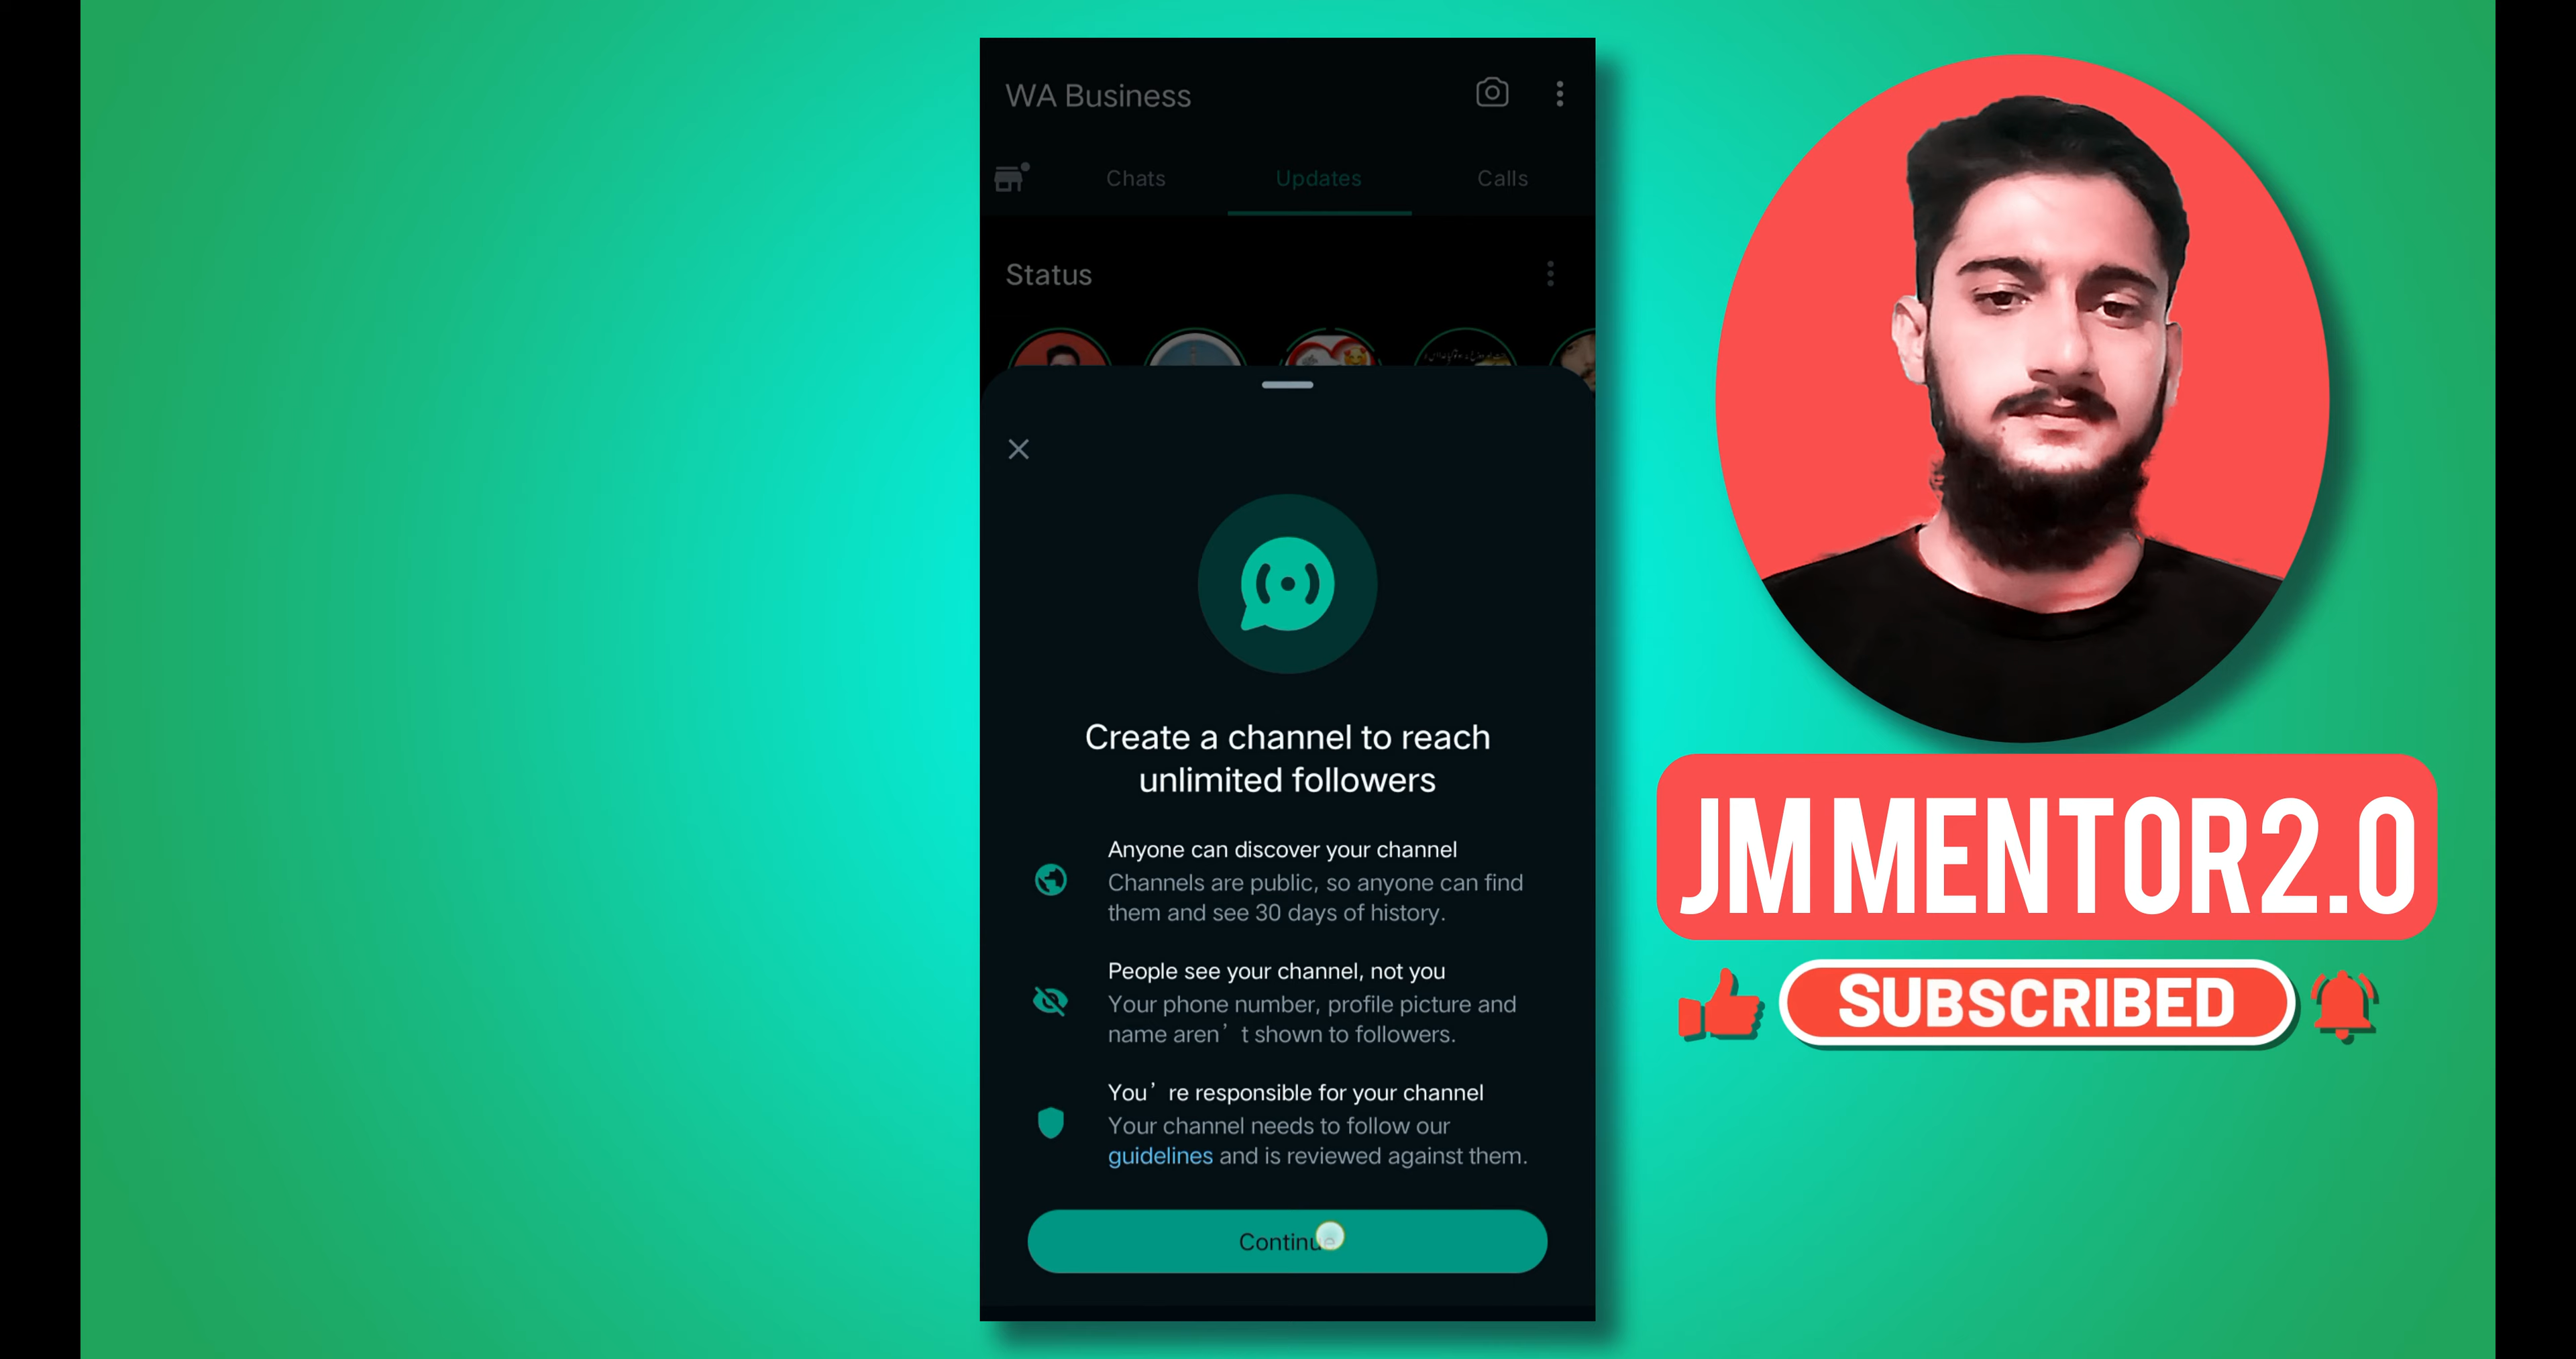 WA Business
Chats
Updates
Calls
Status
Create a channel to reach
unlimited followers
Anyone can discover your channel
Channels are public, so anyone can find
them and see 30 days of history.
People see your channel, not you
Your phone number, profile picture and
name aren’t shown to followers.
You’re responsible for your channel
Your channel needs to follow our
guidelines and is reviewed against them.
Continue
JM MENTOR2.0
SUBSCRIBED